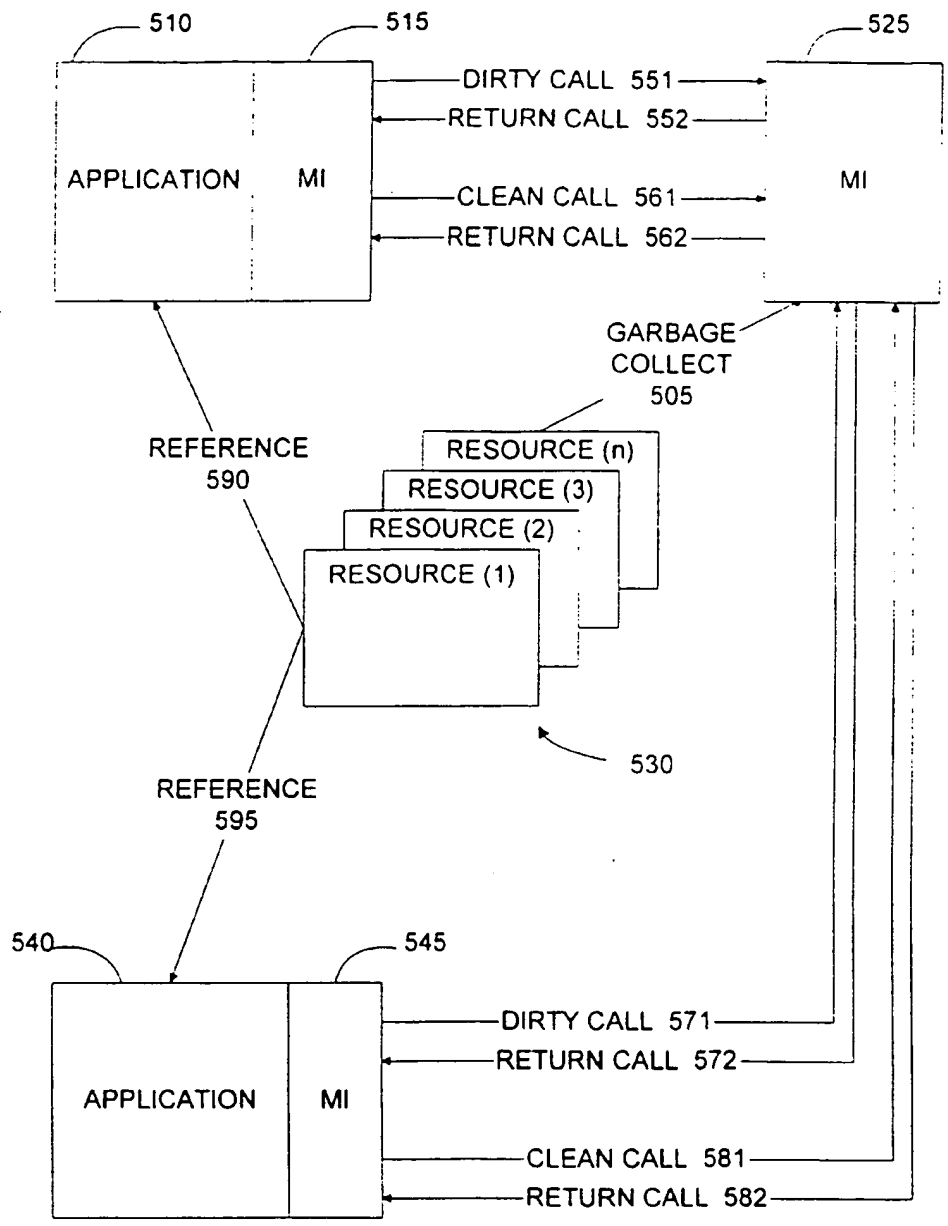 510
515
525
DIRTY CALL 551
RETURN CALL 552
APPLICATION
MI
MI
CLEAN CALL 561
RETURN CALL 562
GARBAGE
COLLECT
505
REFERENCE
590
RESOURCE (n)
RESOURCE (3)
RESOURCE (2)
RESOURCE (1)
530
REFERENCE
595
540
545
DIRTY CALL 571
RETURN CALL 572
APPLICATION
MI
CLEAN CALL 581
RETURN CALL 582